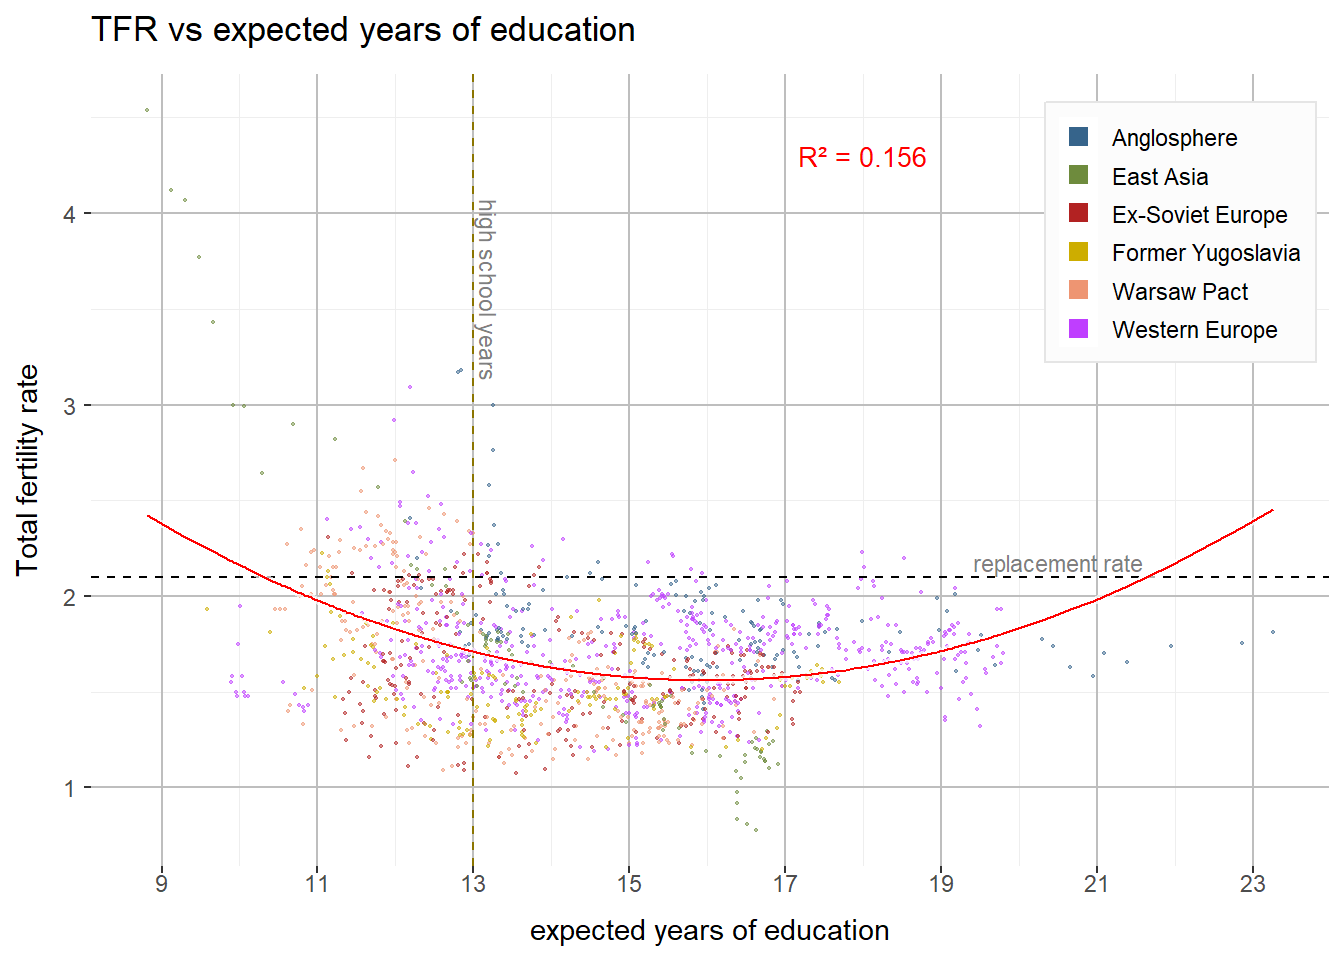 TFR vs expected years of education
Total fertility rate
4
3
2
1
high school years
R² = 0.156
Anglosphere
East Asia
Ex-Soviet Europe
Former Yugoslavia
Warsaw Pact
Western Europe
replacement rate
9 11 13 15 17 19 21 23
expected years of education